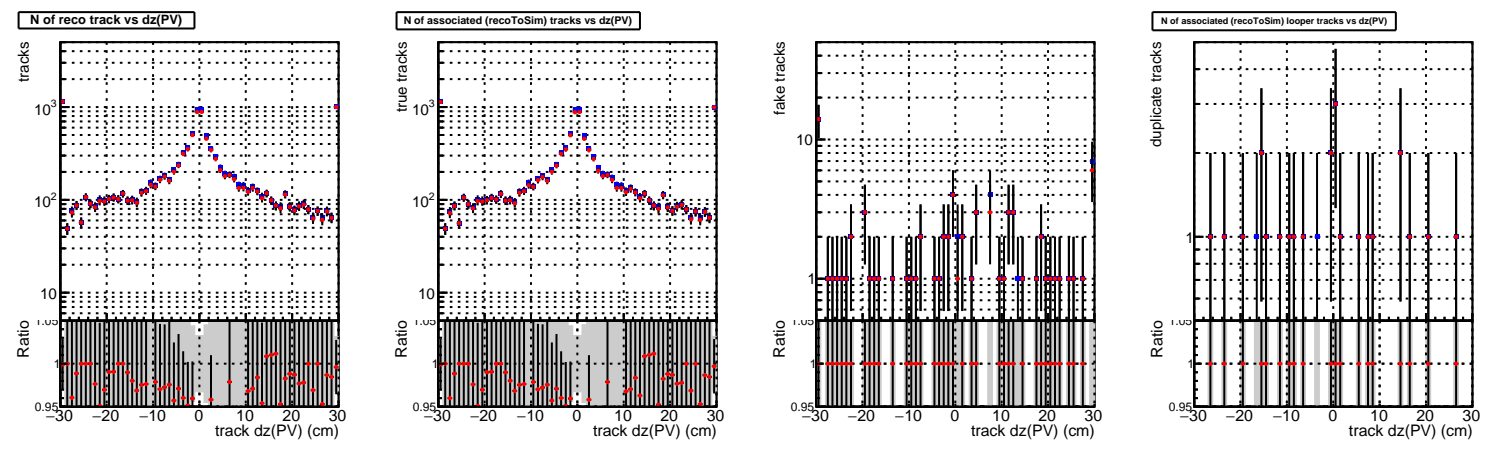 N of reco track vs dz(PV)
tracks
10³
10²
10
Ratio
1.05
1
0.95
−30 −20 −10 0 10 20 30
track dz(PV) (cm)
N of associated (recoToSim) tracks vs dz(PV)
true tracks
10³
10²
10
Ratio
1.05
1
0.95
−30 −20 −10 0 10 20 30
track dz(PV) (cm)
fake tracks
10
1
Ratio
1.05
1
0.95
−30 −20 −10 0 10 20 30
track dz(PV) (cm)
N of associated (recoToSim) looper tracks vs dz(PV)
duplicate tracks
1
Ratio
1.05
1
0.95
−30 −20 −10 0 10 20 30
track dz(PV) (cm)